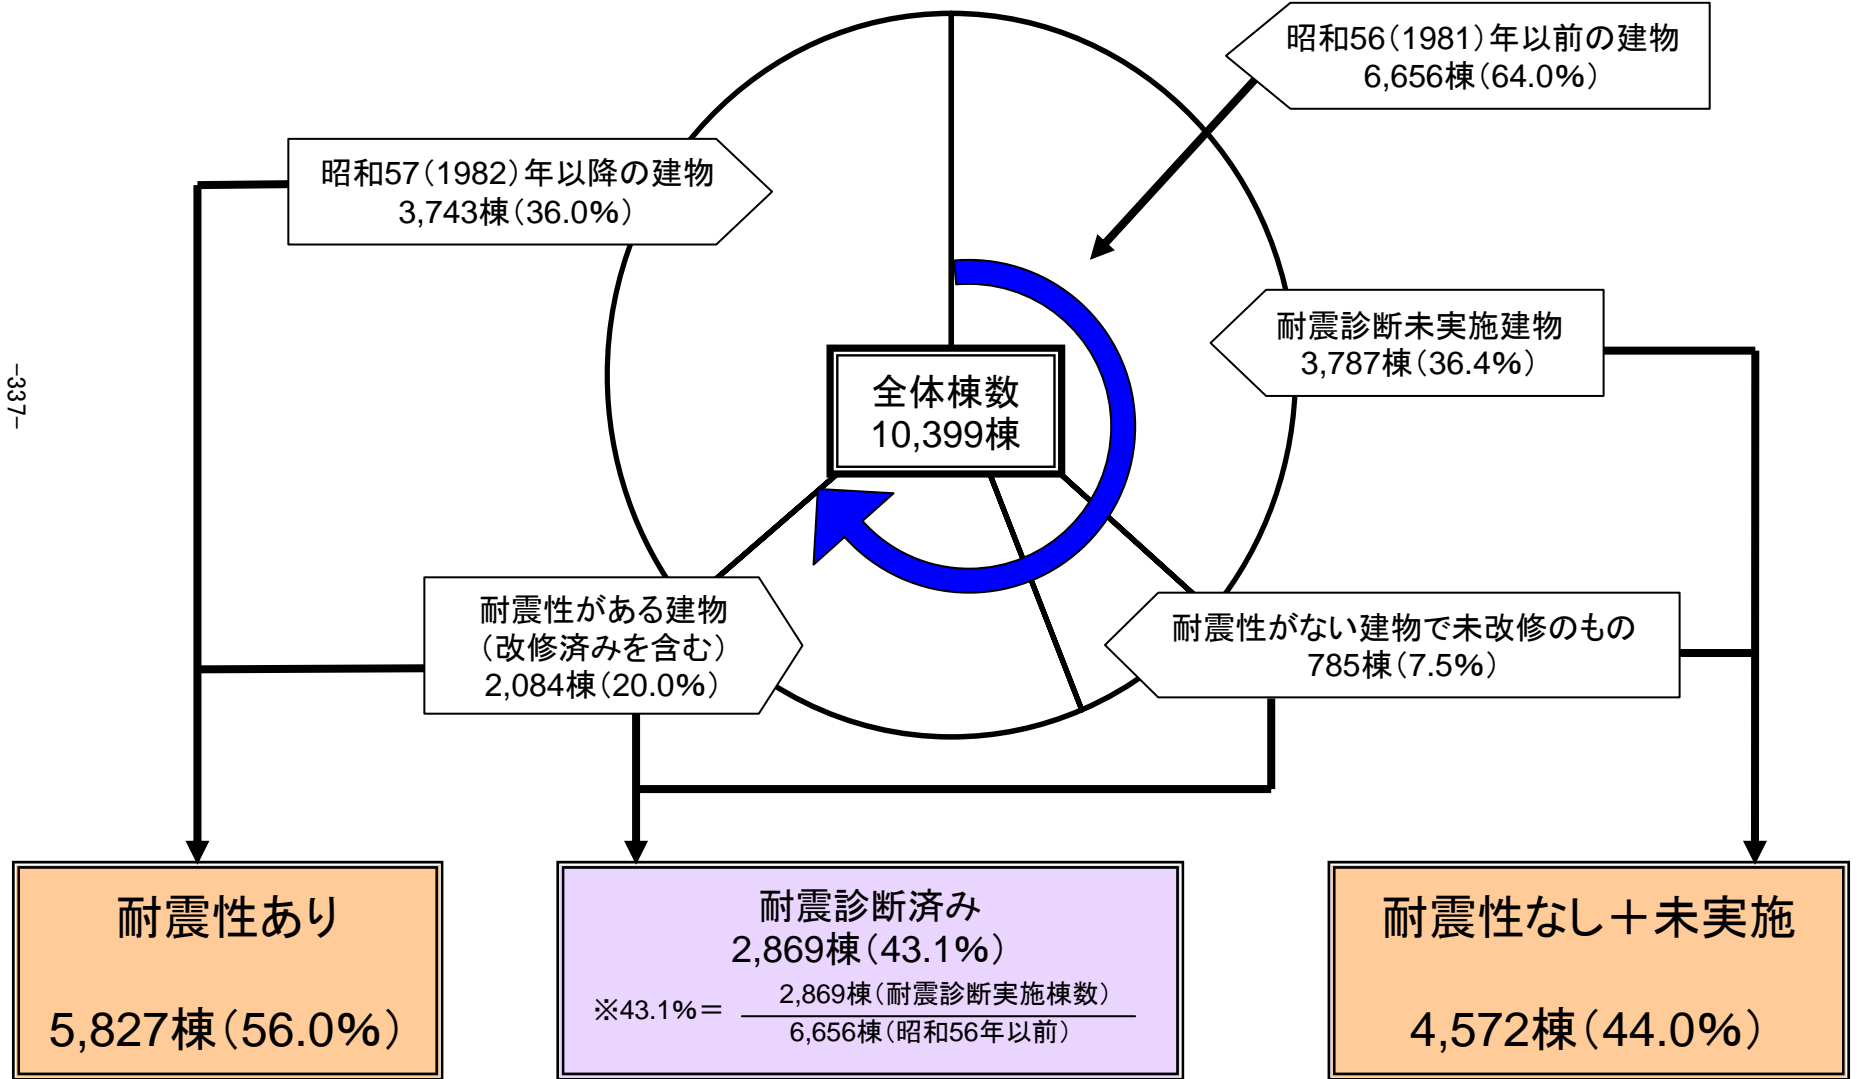 昭和56(1981)年以前の建物
6,656棟(64.0%)
昭和57(1982)年以降の建物
3,743棟(36.0%)
耐震診断未実施建物
3,787棟(36.4%)
全体棟数
10,399棟
-337-
耐震性がある建物
(改修済みを含む)
2,084棟(20.0%)
耐震性がない建物で未改修のもの
785棟(7.5%)
耐震性あり
5,827棟(56.0%)
耐震診断済み
2,869棟(43.1%)
※43.1%=
2,869棟(耐震診断実施棟数)
6,656棟(昭和56年以前)
耐震性なし+未実施
4,572棟(44.0%)